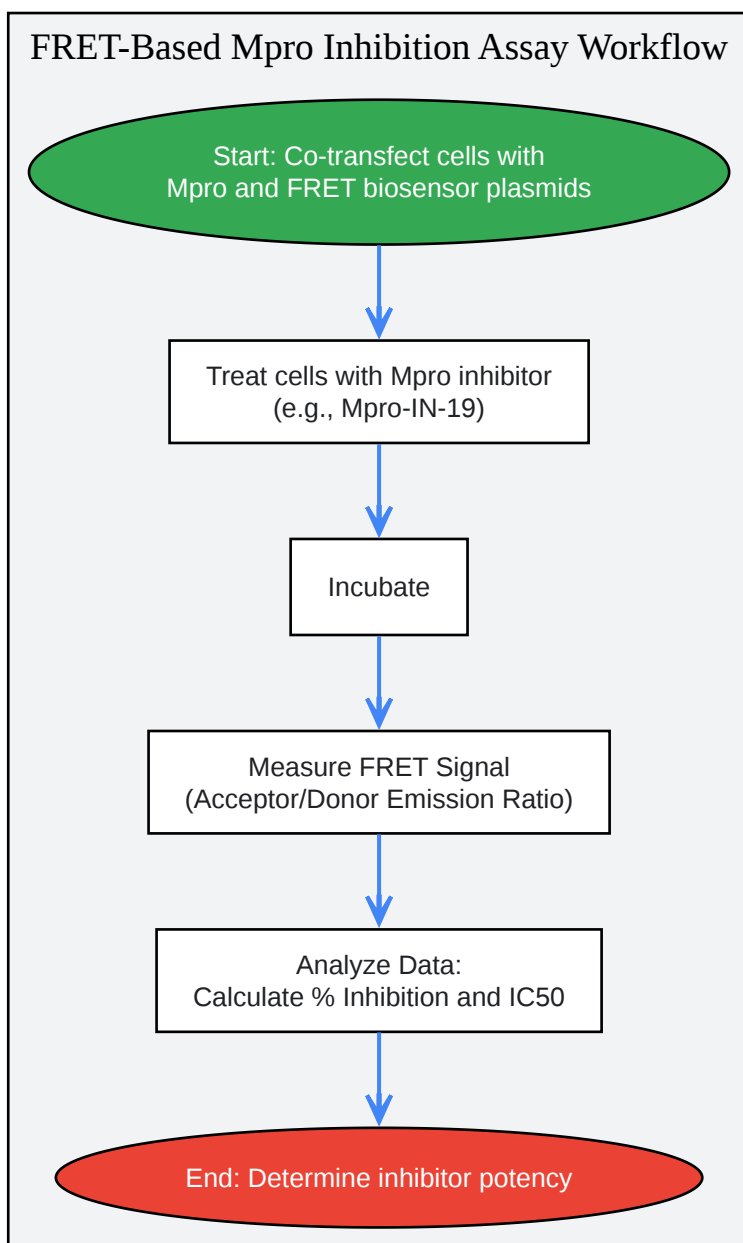 FRET-Based Mpro Inhibition Assay Workflow
Start: Co-transfect cells with
Mpro and FRET biosensor plasmids
Treat cells with Mpro inhibitor
(e.g., Mpro-IN-19)
Incubate
Measure FRET Signal
(Acceptor/Donor Emission Ratio)
Analyze Data:
Calculate % Inhibition and IC50
End: Determine inhibitor potency